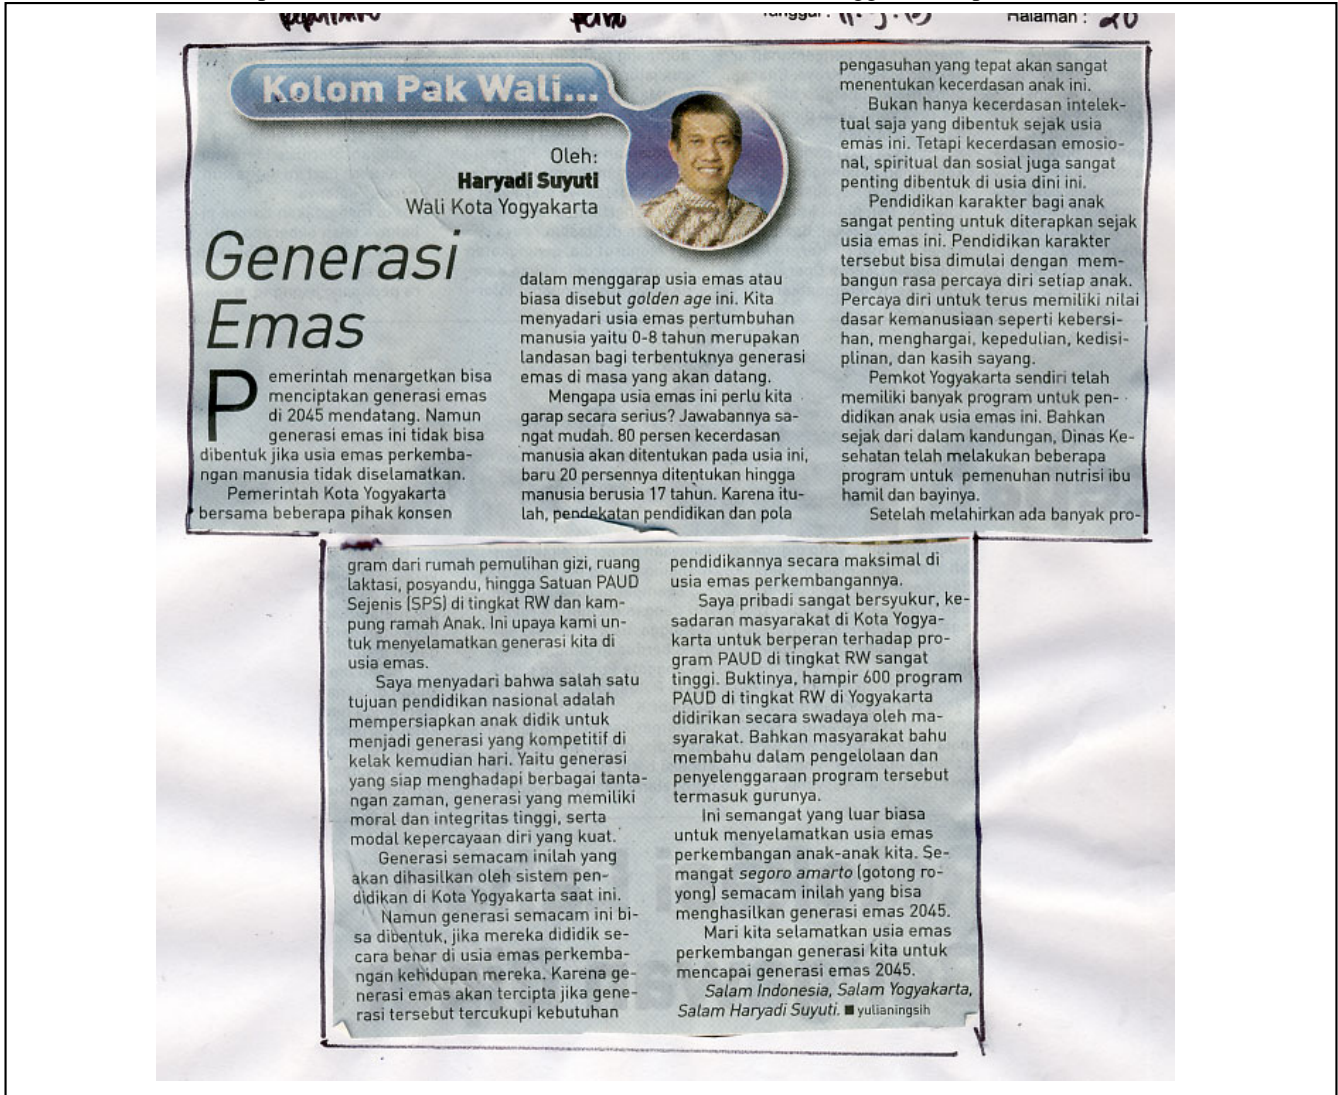 Halaman : 20
Kolom Pak Wali...
Oleh:
Haryadi Suyuti
Wali Kota Yogyakarta
Generasi
Emas
Pemerintah menargetkan bisa
menciptakan generasi emas
di 2045 mendatang. Namun
generasi emas ini tidak bisa
dibentuk jika usia emas perkemba-
ngan manusia tidak diselamatkan.
Pemerintah Kota Yogyakarta
bersama beberapa pihak konsen
dalam menggarap usia emas atau
biasa disebut golden age ini. Kita
menyadari usia emas pertumbuhan
manusia yaitu 0-8 tahun merupakan
landasan bagi terbentuknya generasi
emas di masa yang akan datang.
Mengapa usia emas ini perlu kita
garap secara serius? Jawabannya sa-
ngat mudah. 80 persen kecerdasan
manusia akan ditentukan pada usia ini,
baru 20 persennya ditentukan hingga
manusia berusia 17 tahun. Karena itu-
lah, pendekatan pendidikan dan pola
pengasuhan yang tepat akan sangat
menentukan kecerdasan anak ini.
Bukan hanya kecerdasan intelek-
tual saja yang dibentuk sejak usia
emas ini. Tetapi kecerdasan emosio-
nal, spiritual dan sosial juga sangat
penting dibentuk di usia dini ini.
Pendidikan karakter bagi anak
sangat penting untuk diterapkan sejak
usia emas ini. Pendidikan karakter
tersebut bisa dimulai dengan mem-
bangun rasa percaya diri setiap anak.
Percaya diri untuk terus memiliki nilai
dasar kemanusiaan seperti kebersi-
han, menghargai, kepedulian, kedisi-
plinan, dan kasih sayang.
Pemkot Yogyakarta sendiri telah
memiliki banyak program untuk pen-
didikan anak usia emas ini. Bahkan
sejak dari dalam kandungan, Dinas Ke-
sehatan telah melakukan beberapa
program untuk pemenuhan nutrisi ibu
hamil dan bayinya.
Setelah melahirkan ada banyak pro-
gram dari rumah pemulihan gizi, ruang
laktasi, posyandu, hingga Satuan PAUD
Sejenis (SPS) di tingkat RW dan kam-
pung ramah Anak. Ini upaya kami un-
tuk menyelamatkan generasi kita di
usia emas.
Saya menyadari bahwa salah satu
tujuan pendidikan nasional adalah
mempersiapkan anak didik untuk
menjadi generasi yang kompetitif di
kelak kemudian hari. Yaitu generasi
yang siap menghadapi berbagai tanta-
ngan zaman, generasi yang memiliki
moral dan integritas tinggi, serta
modal kepercayaan diri yang kuat.
Generasi semacam inilah yang
akan dihasilkan oleh sistem pen-
didikan di Kota Yogyakarta saat ini.
Namun generasi semacam ini bi-
sa dibentuk, jika mereka dididik se-
cara benar di usia emas perkemba-
ngan kehidupan mereka. Karena ge-
nerasi emas akan tercipta jika gene-
rasi tersebut tercukupi kebutuhan
pendidikannya secara maksimal di
usia emas perkembangannya.
Saya pribadi sangat bersyukur, ke-
sadaran masyarakat di Kota Yogya-
karta untuk berperan terhadap pro-
gram PAUD di tingkat RW sangat
tinggi. Buktinya, hampir 600 program
PAUD di tingkat RW di Yogyakarta
didirikan secara swadaya oleh ma-
syarakat. Bahkan masyarakat bahu
membahu dalam pengelolaan dan
penyelenggaraan program tersebut
termasuk gurunya.
Ini semangat yang luar biasa
untuk menyelamatkan usia emas
perkembangan anak-anak kita. Se-
mangat segoro amarto (gotong ro-
yong) semacam inilah yang bisa
menghasilkan generasi emas 2045.
Mari kita selamatkan usia emas
perkembangan generasi kita untuk
mencapai generasi emas 2045.
Salam Indonesia, Salam Yogyakarta,
Salam Haryadi Suyuti. ■ yulianingsih